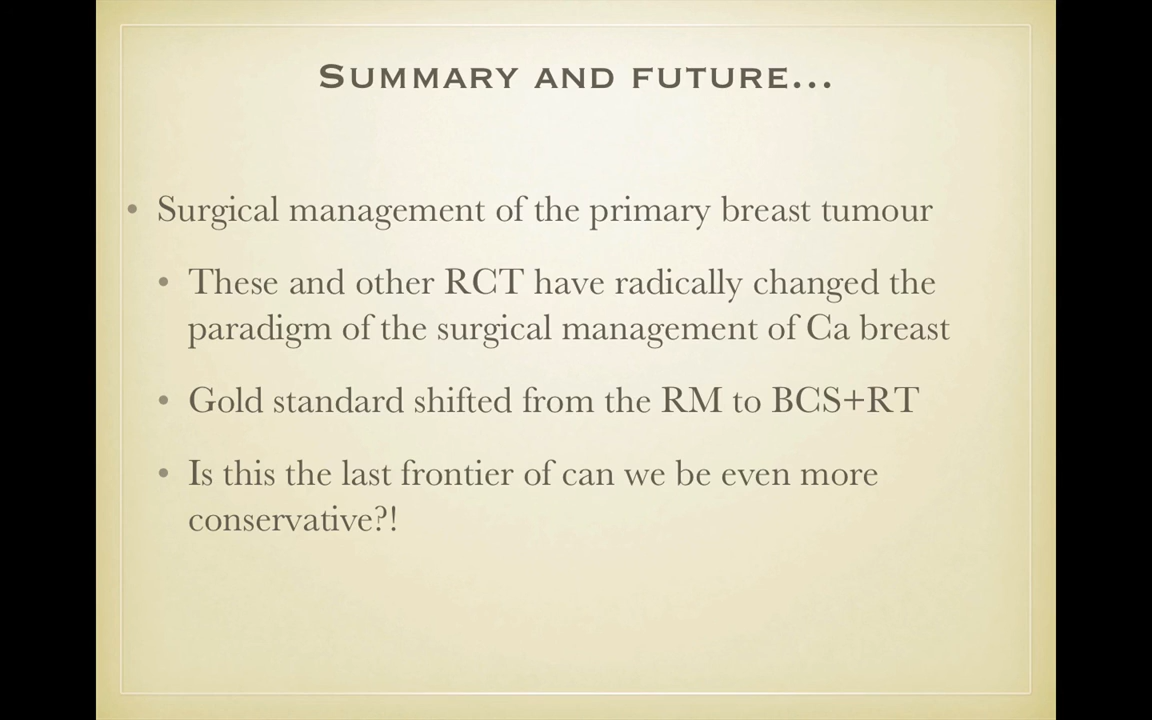 Summary and future...
• Surgical management of the primary breast tumour
• These and other RCT have radically changed the
paradigm of the surgical management of Ca breast
• Gold standard shifted from the RM to BCS+RT
• Is this the last frontier of can we be even more
conservative?!